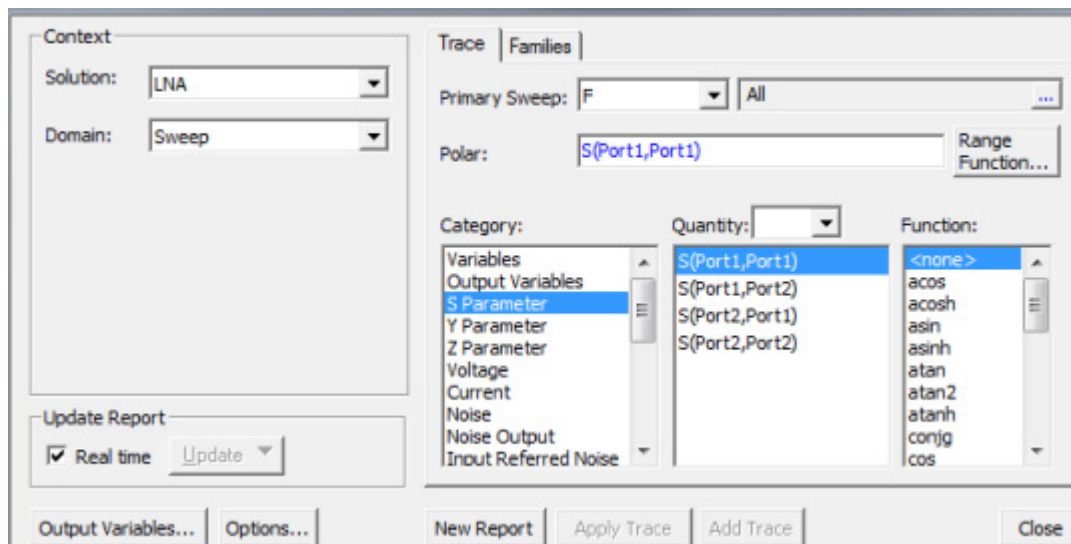 Context
Solution: LNA
Domain: Sweep
Update Report
Real time Update
Output Variables... Options...
Trace Families
Primary Sweep: F All ...
Polar: S(Port1,Port1) Range Function...
Category:
Variables
Output Variables
S Parameter
Y Parameter
Z Parameter
Voltage
Current
Noise
Noise Output
Input Referred Noise
Quantity:
S(Port1,Port1)
S(Port1,Port2)
S(Port2,Port1)
S(Port2,Port2)
Function:
<none>
acos
acosh
asin
asinh
atan
atan2
atanh
conjg
cos
New Report Apply Trace Add Trace Close